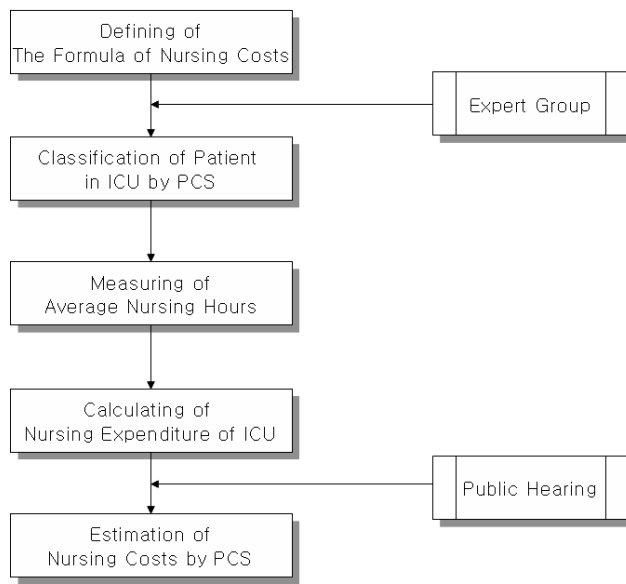 Defining of
The Formula of Nursing Costs
Expert Group
Classification of Patient
in ICU by PCS
Measuring of
Average Nursing Hours
Calculating of
Nursing Expenditure of ICU
Public Hearing
Estimation of
Nursing Costs by PCS